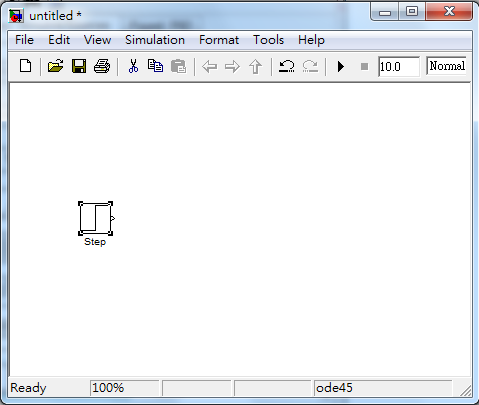 untitled *
File Edit View Simulation Format Tools Help
10.0 Normal
Step
Ready 100% ode45